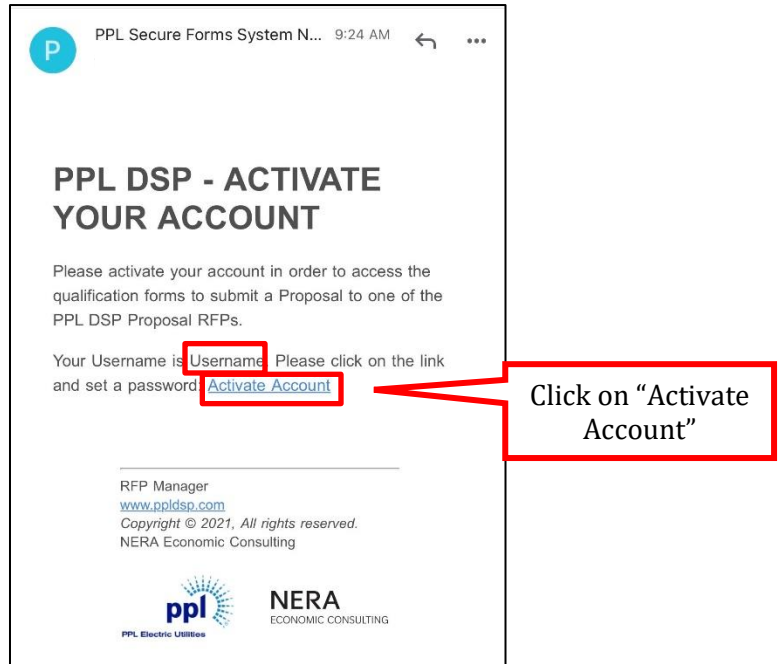 P
PPL Secure Forms System N... 9:24 AM
PPL DSP - ACTIVATE
YOUR ACCOUNT
Please activate your account in order to access the
qualification forms to submit a Proposal to one of the
PPL DSP Proposal RFPs.
Your Username is Username. Please click on the link
and set a password: Activate Account
Click on “Activate
Account”
RFP Manager
www.ppldsp.com
Copyright © 2021, All rights reserved.
NERA Economic Consulting
ppl
PPL Electric Utilities
NERA
ECONOMIC CONSULTING